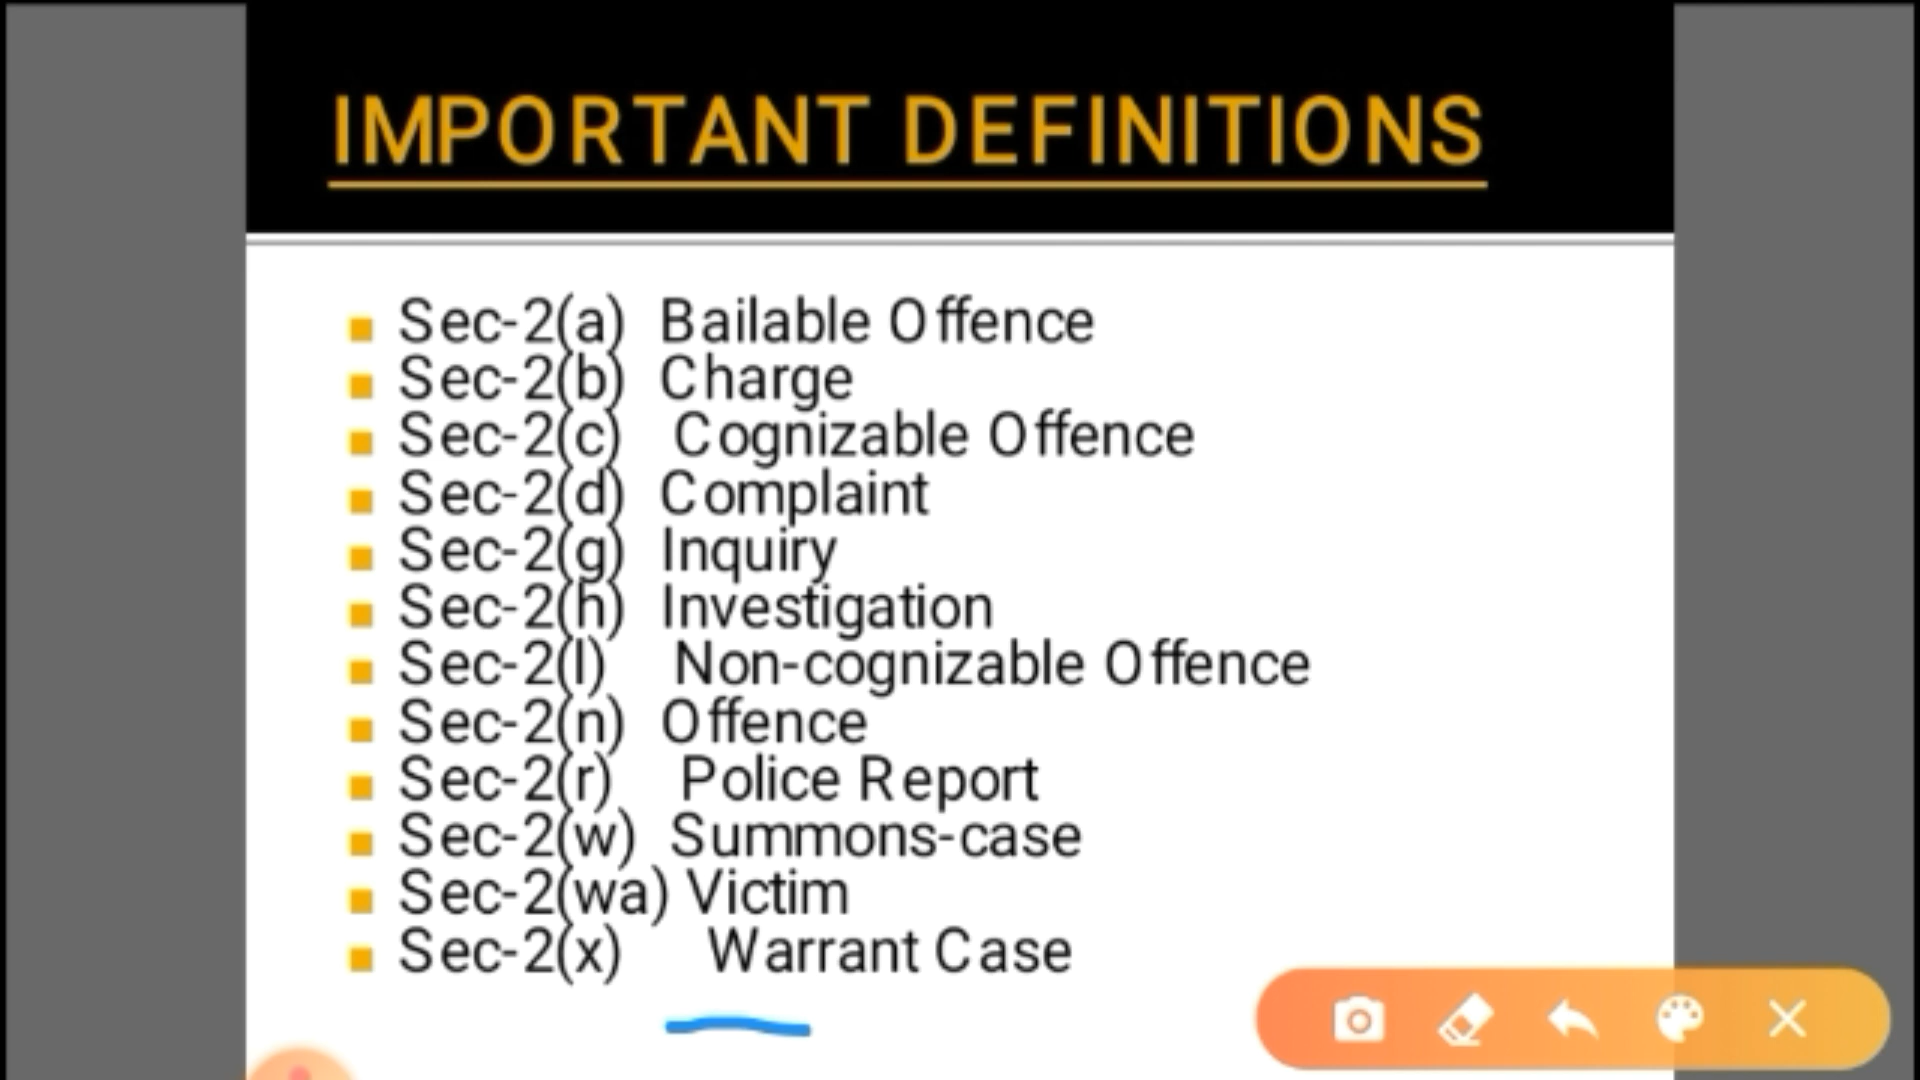 IMPORTANT DEFINITIONS
Sec-2(a) Bailable Offence
Sec-2(b) Charge
Sec-2(c) Cognizable Offence
Sec-2(d) Complaint
Sec-2(g) Inquiry
Sec-2(h) Investigation
Sec-2(l) Non-cognizable Offence
Sec-2(n) Offence
Sec-2(r) Police Report
Sec-2(w) Summons-case
Sec-2(wa) Victim
Sec-2(x) Warrant Case